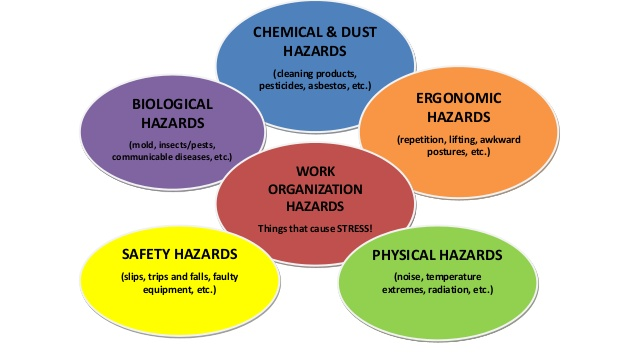 CHEMICAL & DUST
HAZARDS
(cleaning products,
pesticides, asbestos, etc.)
BIOLOGICAL
HAZARDS
(mold, insects/pests,
communicable diseases, etc.)
ERGONOMIC
HAZARDS
(repetition, lifting, awkward
postures, etc.)
WORK
ORGANIZATION
HAZARDS
Things that cause STRESS!
SAFETY HAZARDS
(slips, trips and falls, faulty
equipment, etc.)
PHYSICAL HAZARDS
(noise, temperature
extremes, radiation, etc.)